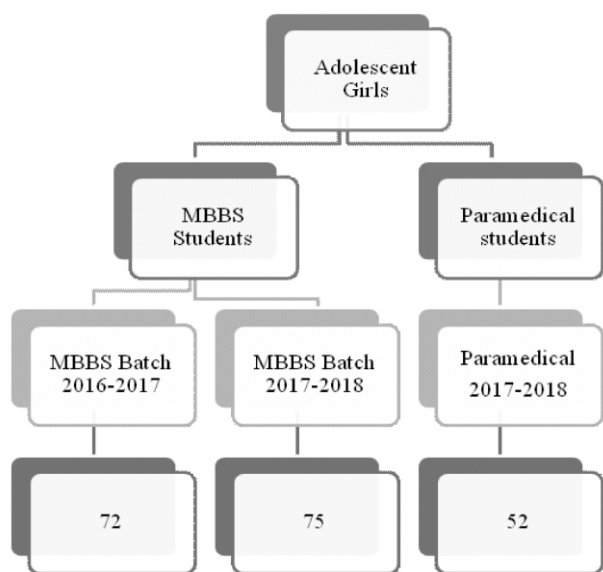 Adolescent
Girls
MBBS
Students
Paramedical
students
MBBS Batch
2016-2017
MBBS Batch
2017-2018
Paramedical
2017-2018
72
75
52